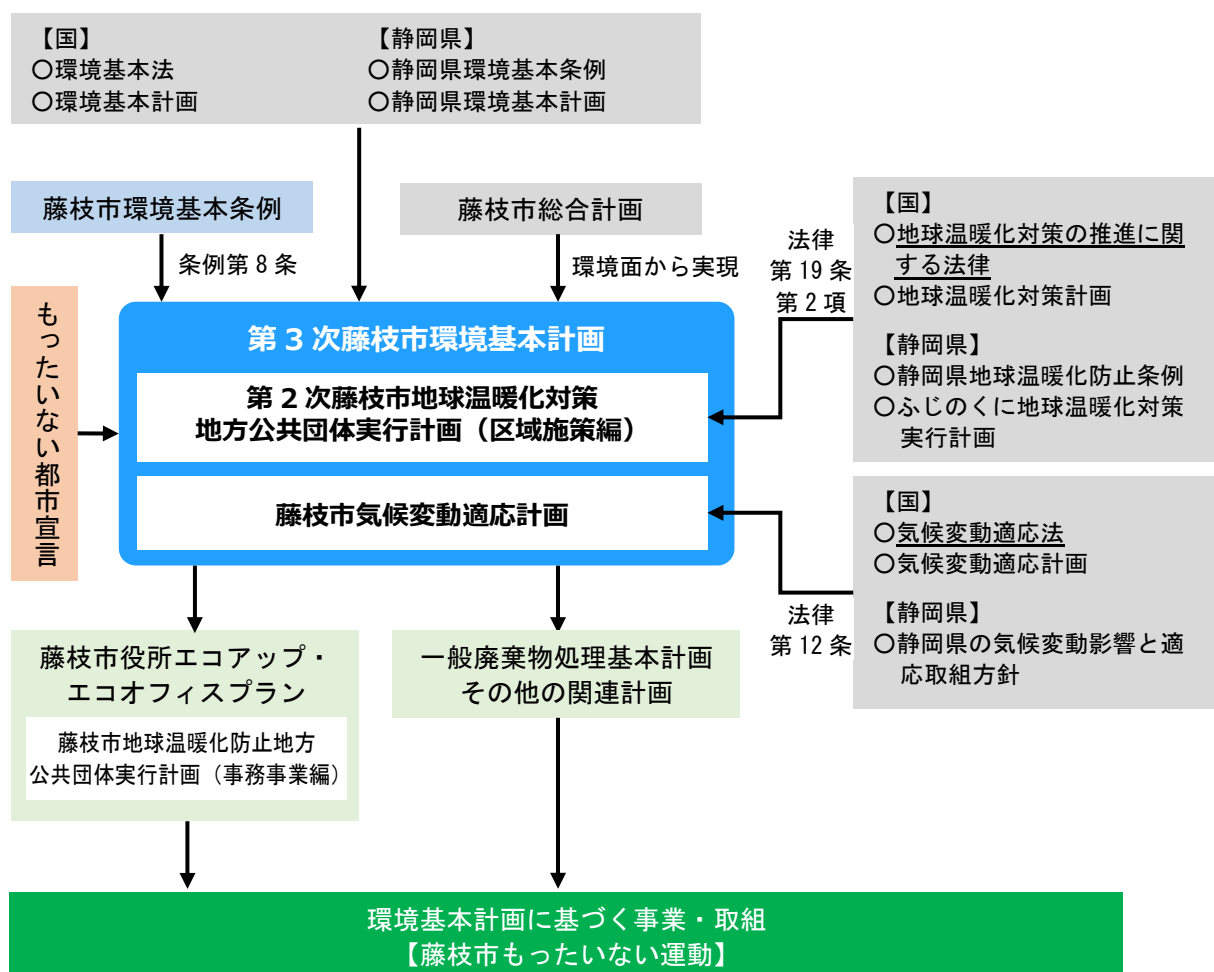 【国】
〇環境基本法
〇環境基本計画
【静岡県】
〇静岡県環境基本条例
〇静岡県環境基本計画
藤枝市環境基本条例
藤枝市総合計画
条例第8条
環境面から実現
法律
第19条
第2項
【国】
〇地球温暖化対策の推進に関
する法律
〇地球温暖化対策計画
【静岡県】
〇静岡県地球温暖化防止条例
〇ふじのくに地球温暖化対策
実行計画
もったいない都市宣言
第3次藤枝市環境基本計画
第2次藤枝市地球温暖化対策
地方公共団体実行計画（区域施策編）
藤枝市気候変動適応計画
【国】
〇気候変動適応法
〇気候変動適応計画
【静岡県】
〇静岡県の気候変動影響と適
応取組方針
法律
第12条
藤枝市役所エコアップ・
エコオフィスプラン
藤枝市地球温暖化防止地方
公共団体実行計画（事務事業編）
一般廃棄物処理基本計画
その他の関連計画
環境基本計画に基づく事業・取組
【藤枝市もったいない運動】